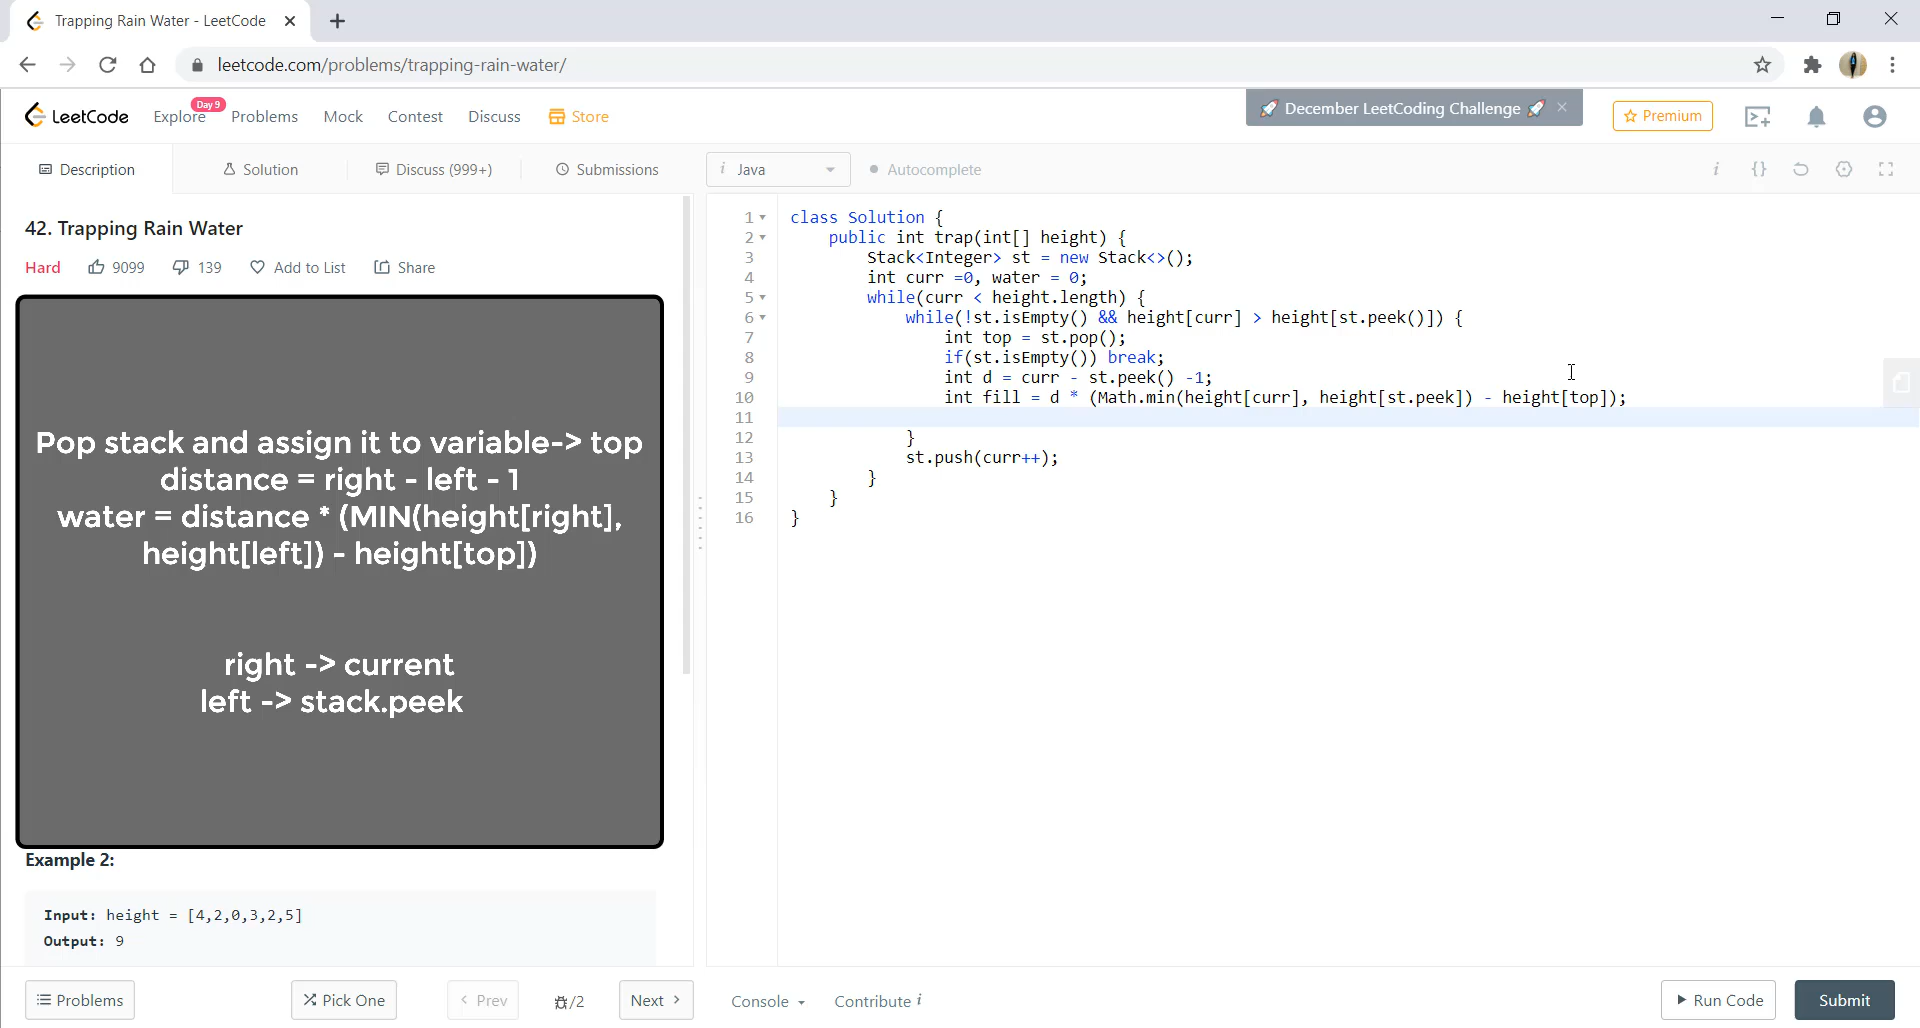 Trapping Rain Water - LeetCode
leetcode.com/problems/trapping-rain-water/
LeetCode Explore Day 9 Problems Mock Contest Discuss Store
December LeetCoding Challenge
Premium
Description Solution Discuss (999+) Submissions
i Java Autocomplete
42. Trapping Rain Water
Hard 9099 139 Add to List Share
Pop stack and assign it to variable-> top
distance = right - left - 1
water = distance * (MIN(height[right],
height[left]) - height[top])
right -> current
left -> stack.peek
Example 2:
Input: height = [4,2,0,3,2,5]
Output: 9
1 class Solution {
2 public int trap(int[] height) {
3 Stack<Integer> st = new Stack<>();
4 int curr =0, water = 0;
5 while(curr < height.length) {
6 while(!st.isEmpty() && height[curr] > height[st.peek()]) {
7 int top = st.pop();
8 if(st.isEmpty()) break;
9 int d = curr - st.peek() -1;
10 int fill = d * (Math.min(height[curr], height[st.peek]) - height[top]);
11
12 }
13 st.push(curr++);
14 }
15 }
16 }
Problems Pick One < Prev /2 Next > Console Contribute i Run Code Submit